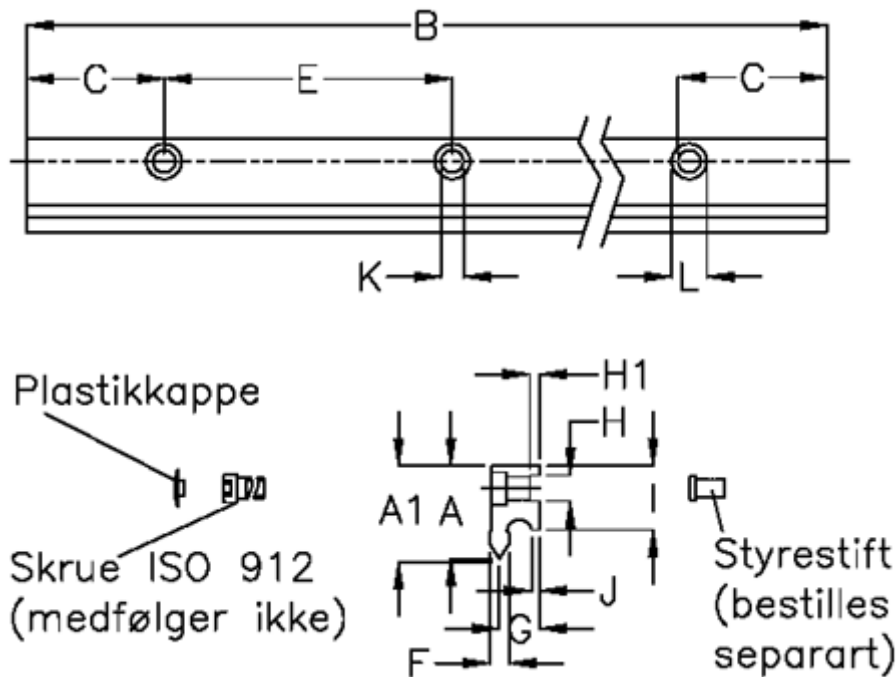 B
C E C
K L
Plastikkappe
H1
H
A1 A I
Skrue ISO 912
(medfølger ikke)
Styrestift
(bestilles
separart)
J
G
F